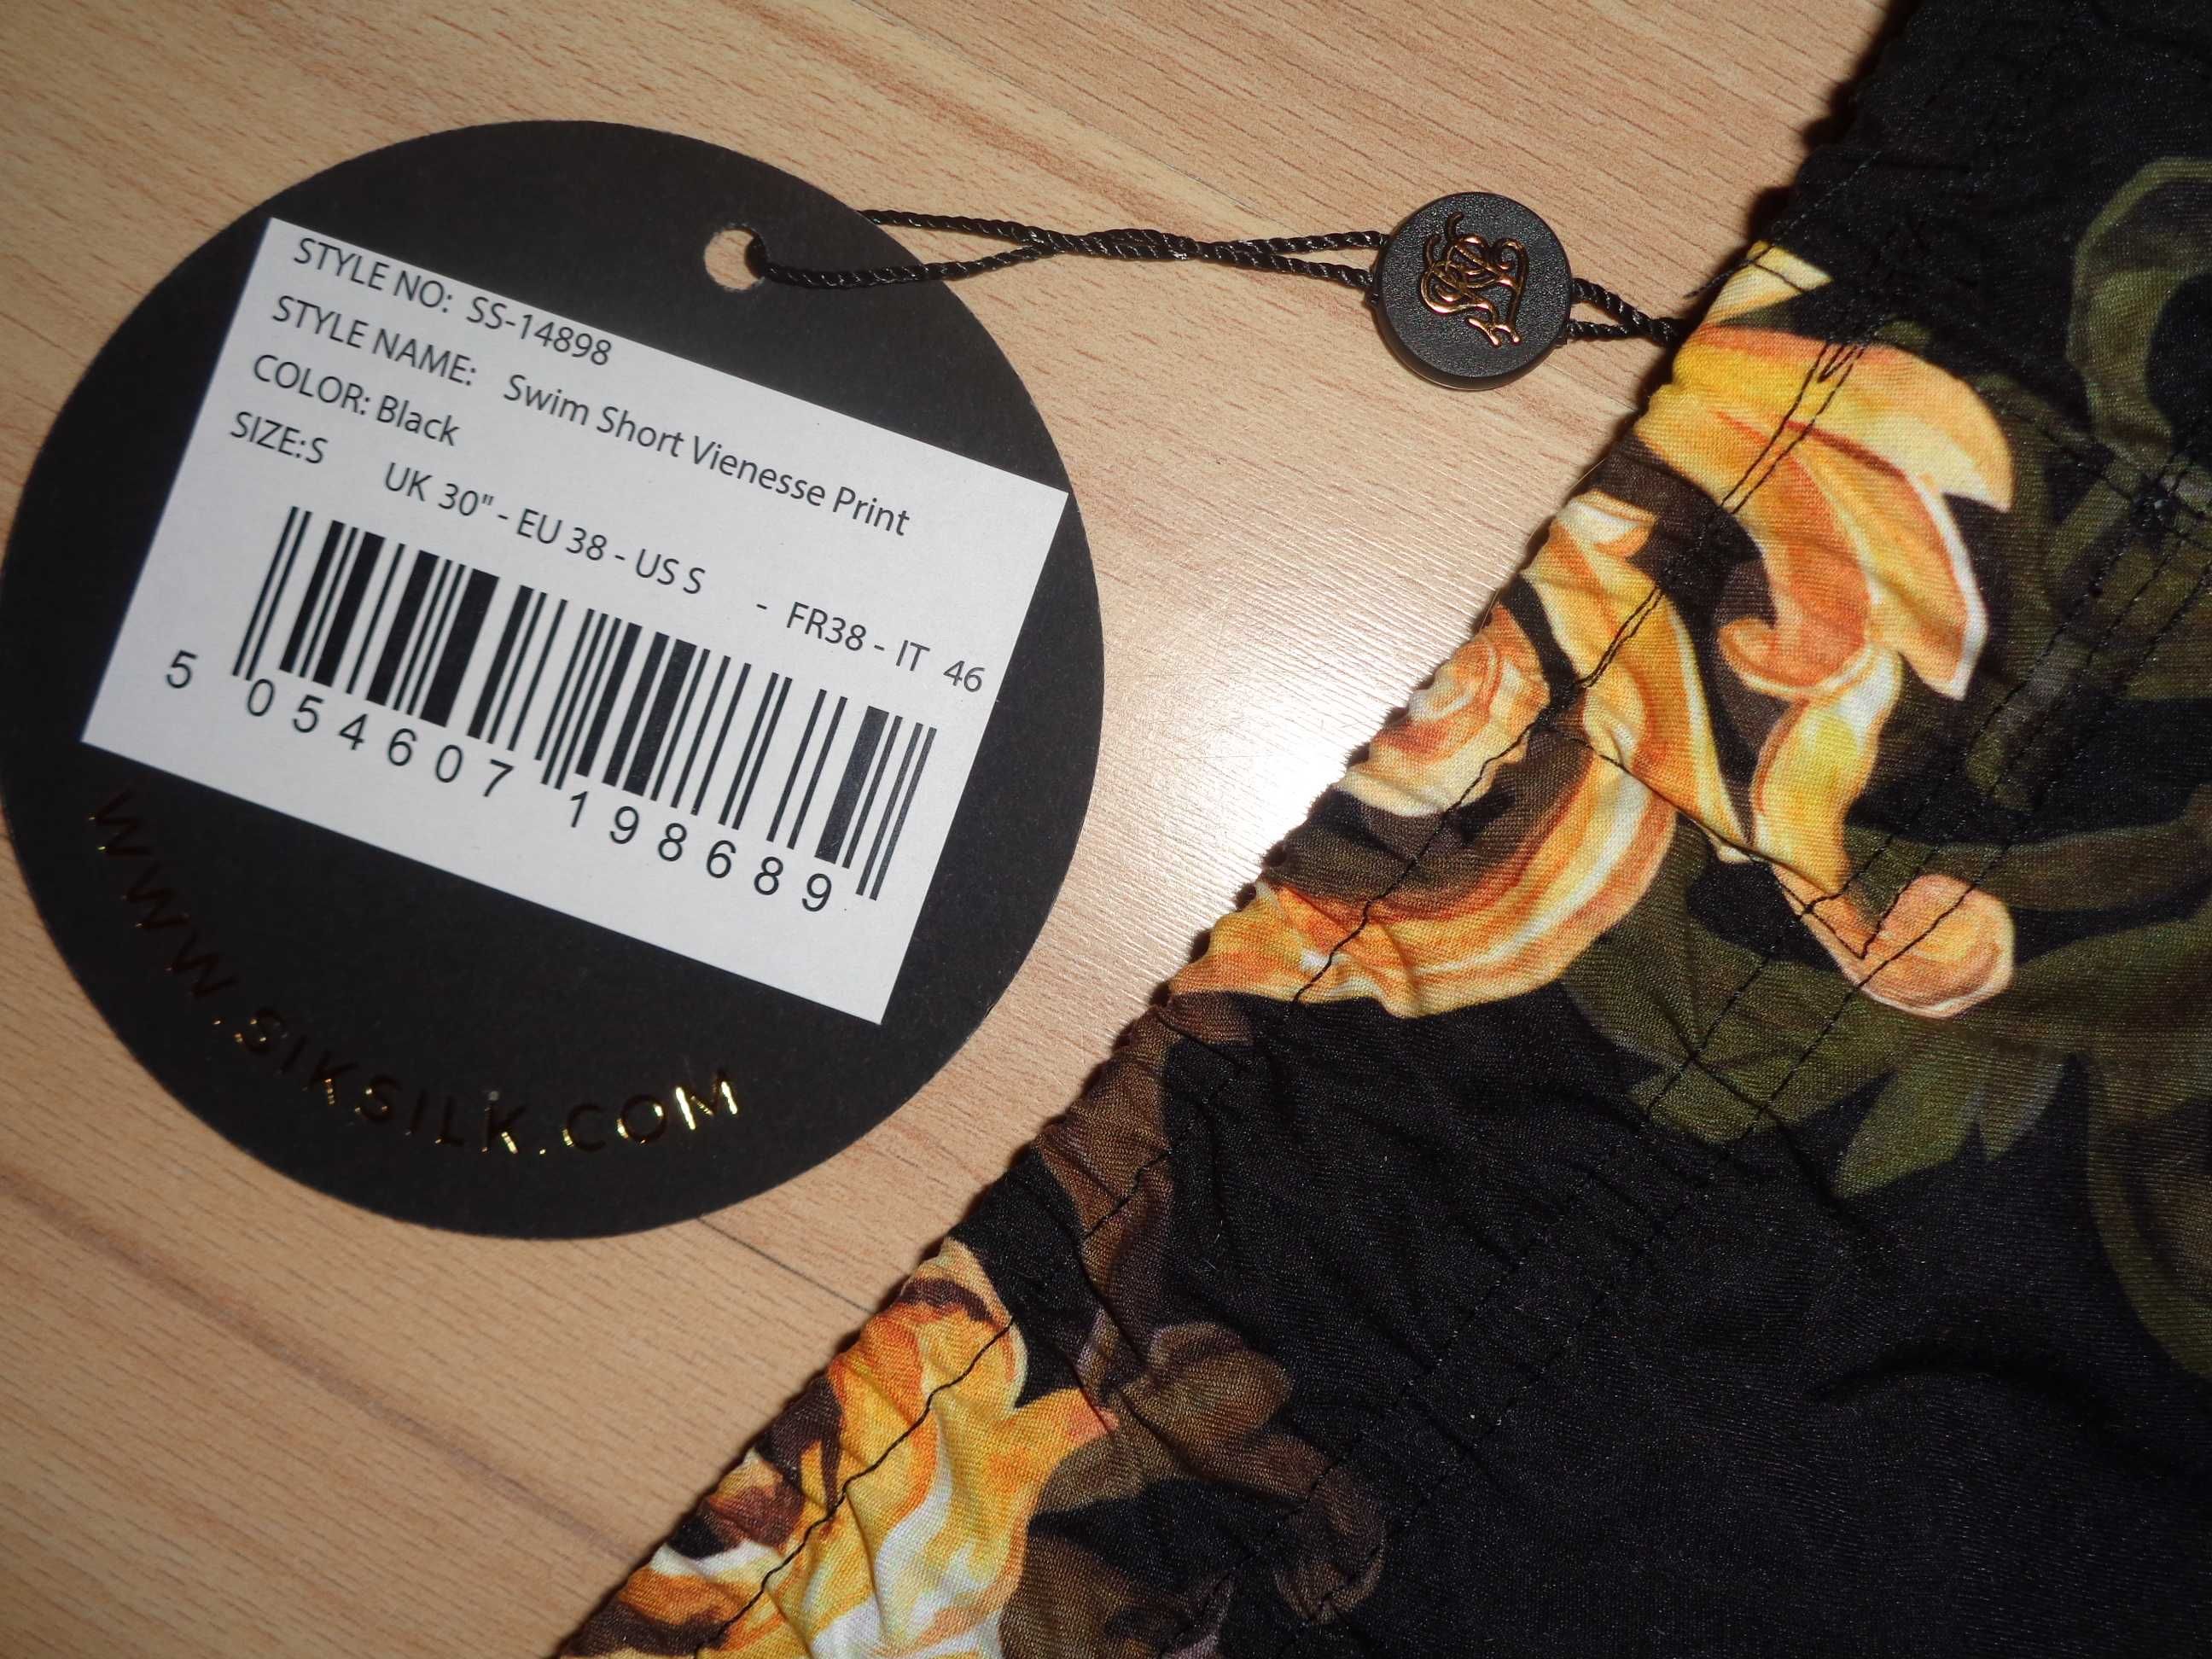 STYLE NO: SS-14898
STYLE NAME: Swim Short Vienesse Print
COLOR: Black
SIZE:S UK 30" - EU 38 - US S - FR38 - IT 46
5 054607 198689
WWW.SIKSILK.COM